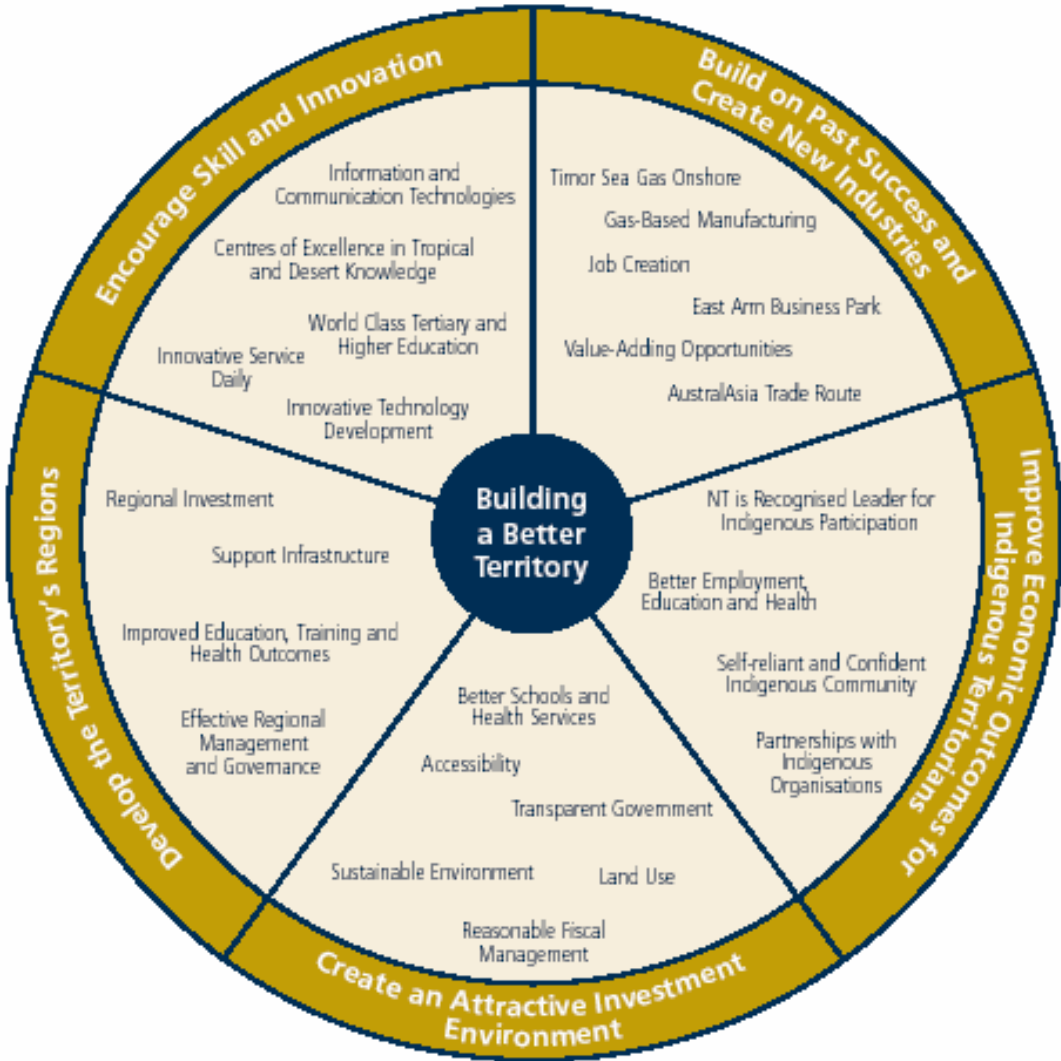 Building
a Better
Territory
Build on Past Success and
Create New Industries
Timor Sea Gas Onshore
Gas-Based Manufacturing
Job Creation
East Arm Business Park
Value-Adding Opportunities
AustralAsia Trade Route
Improve Economic Outcomes for
Indigenous Territorians
NT is Recognised Leader for
Indigenous Participation
Better Employment,
Education and Health
Self-reliant and Confident
Indigenous Community
Partnerships with
Indigenous
Organisations
Create an Attractive Investment
Environment
Better Schools and
Health Services
Accessibility
Transparent Government
Sustainable Environment
Land Use
Reasonable Fiscal
Management
Develop the Territory's Regions
Regional Investment
Support Infrastructure
Improved Education, Training and
Health Outcomes
Effective Regional
Management
and Governance
Encourage Skill and Innovation
Information and
Communication Technologies
Centres of Excellence in Tropical
and Desert Knowledge
World Class Tertiary and
Higher Education
Innovative Service
Daily
Innovative Technology
Development